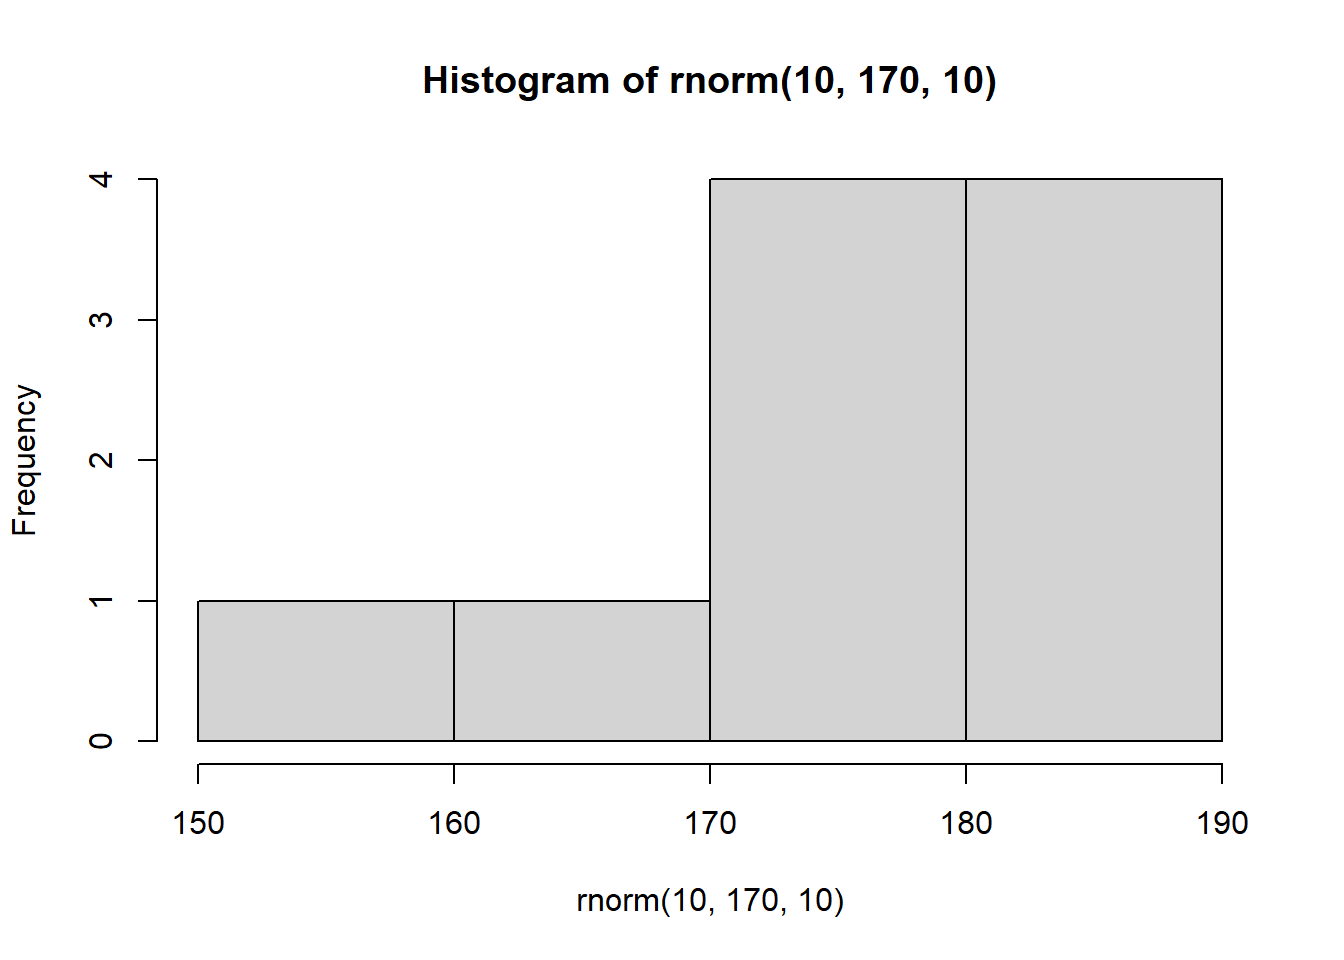 Histogram of rnorm(10, 170, 10)
Frequency
4
3
2
1
0
150 160 170 180 190
rnorm(10, 170, 10)